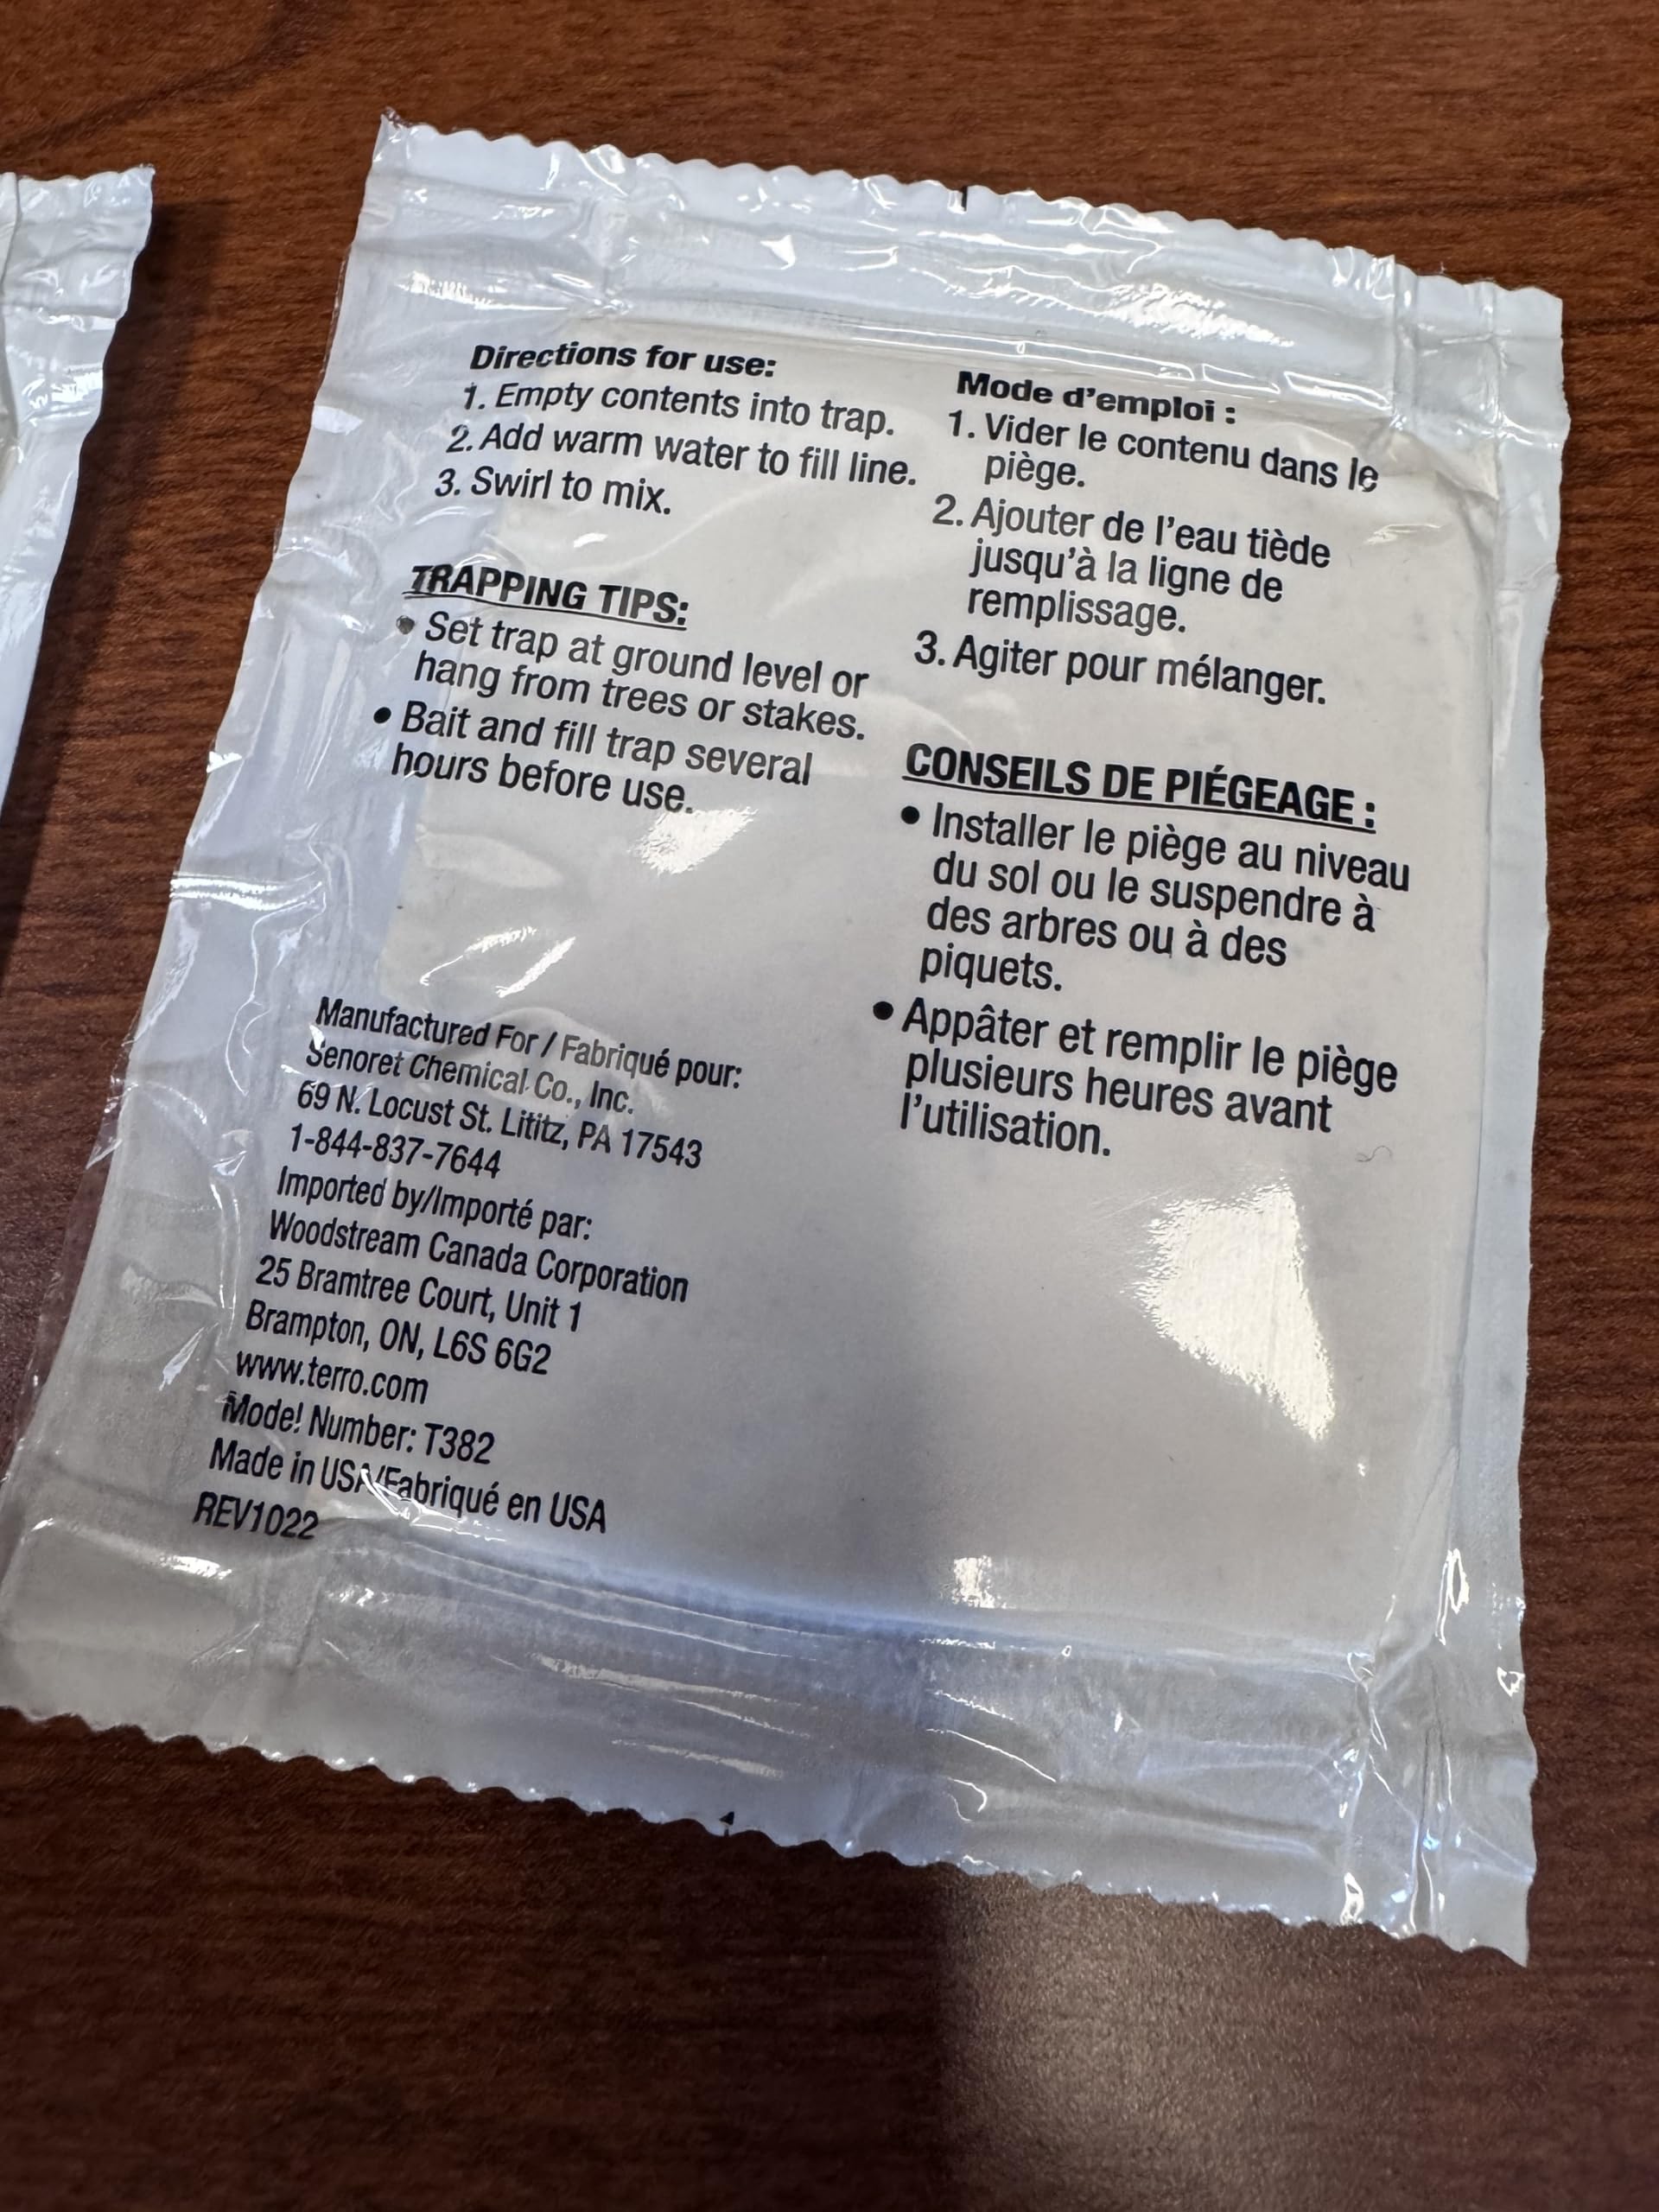 Directions for use:
1. Empty contents into trap.
2. Add warm water to fill line.
3. Swirl to mix.
TRAPPING TIPS:
• Set trap at ground level or
hang from trees or stakes.
• Bait and fill trap several
hours before use.
Manufactured For / Fabriqué pour:
Senoret Chemical Co., Inc.
69 N. Locust St. Lititz, PA 17543
1-844-837-7644
Imported by/Importé par:
Woodstream Canada Corporation
25 Bramtree Court, Unit 1
Brampton, ON, L6S 6G2
www.terro.com
Model Number: T382
Made in USA/Fabriqué en USA
REV1022
Mode d'emploi :
1. Vider le contenu dans le
piège.
2. Ajouter de l'eau tiède
jusqu'à la ligne de
remplissage.
3. Agiter pour mélanger.
CONSEILS DE PIÉGEAGE :
• Installer le piège au niveau
du sol ou le suspendre à
des arbres ou à des
piquets.
• Appâter et remplir le piège
plusieurs heures avant
l'utilisation.